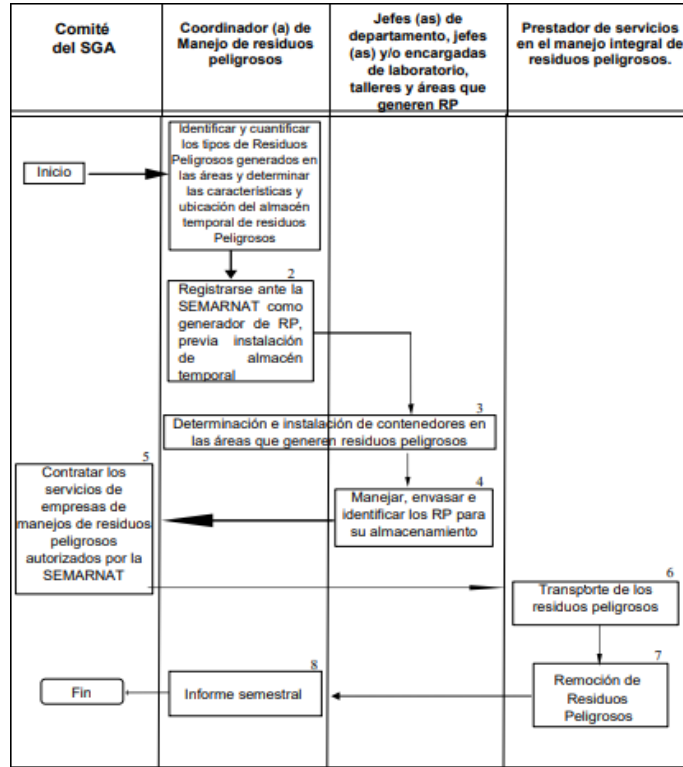 Comité
del SGA
Coordinador (a) de
Manejo de residuos
peligrosos
Jefes (as) de
departamento, jefes
(as) y/o encargadas
de laboratorio,
talleres y áreas que
generen RP
Prestador de servicios
en el manejo integral de
residuos peligrosos.
Inicio
Identificar y cuantificar
los tipos de Residuos
Peligrosos generados en
las áreas y determinar
las características y
ubicación del almacén
temporal de residuos
Peligrosos
2
Registrarse ante la
SEMARNAT como
generador de RP,
previa instalación
de almacén
temporal
3
Determinación e instalación de contenedores en
las áreas que generen residuos peligrosos
4
Manejar, envasar e
identificar los RP para
su almacenamiento
5
Contratar los
servicios de
empresas de
manejos de residuos
peligrosos
autorizados por la
SEMARNAT
6
Transporte de los
residuos peligrosos
7
Remoción de
Residuos
Peligrosos
8
Informe semestral
Fin